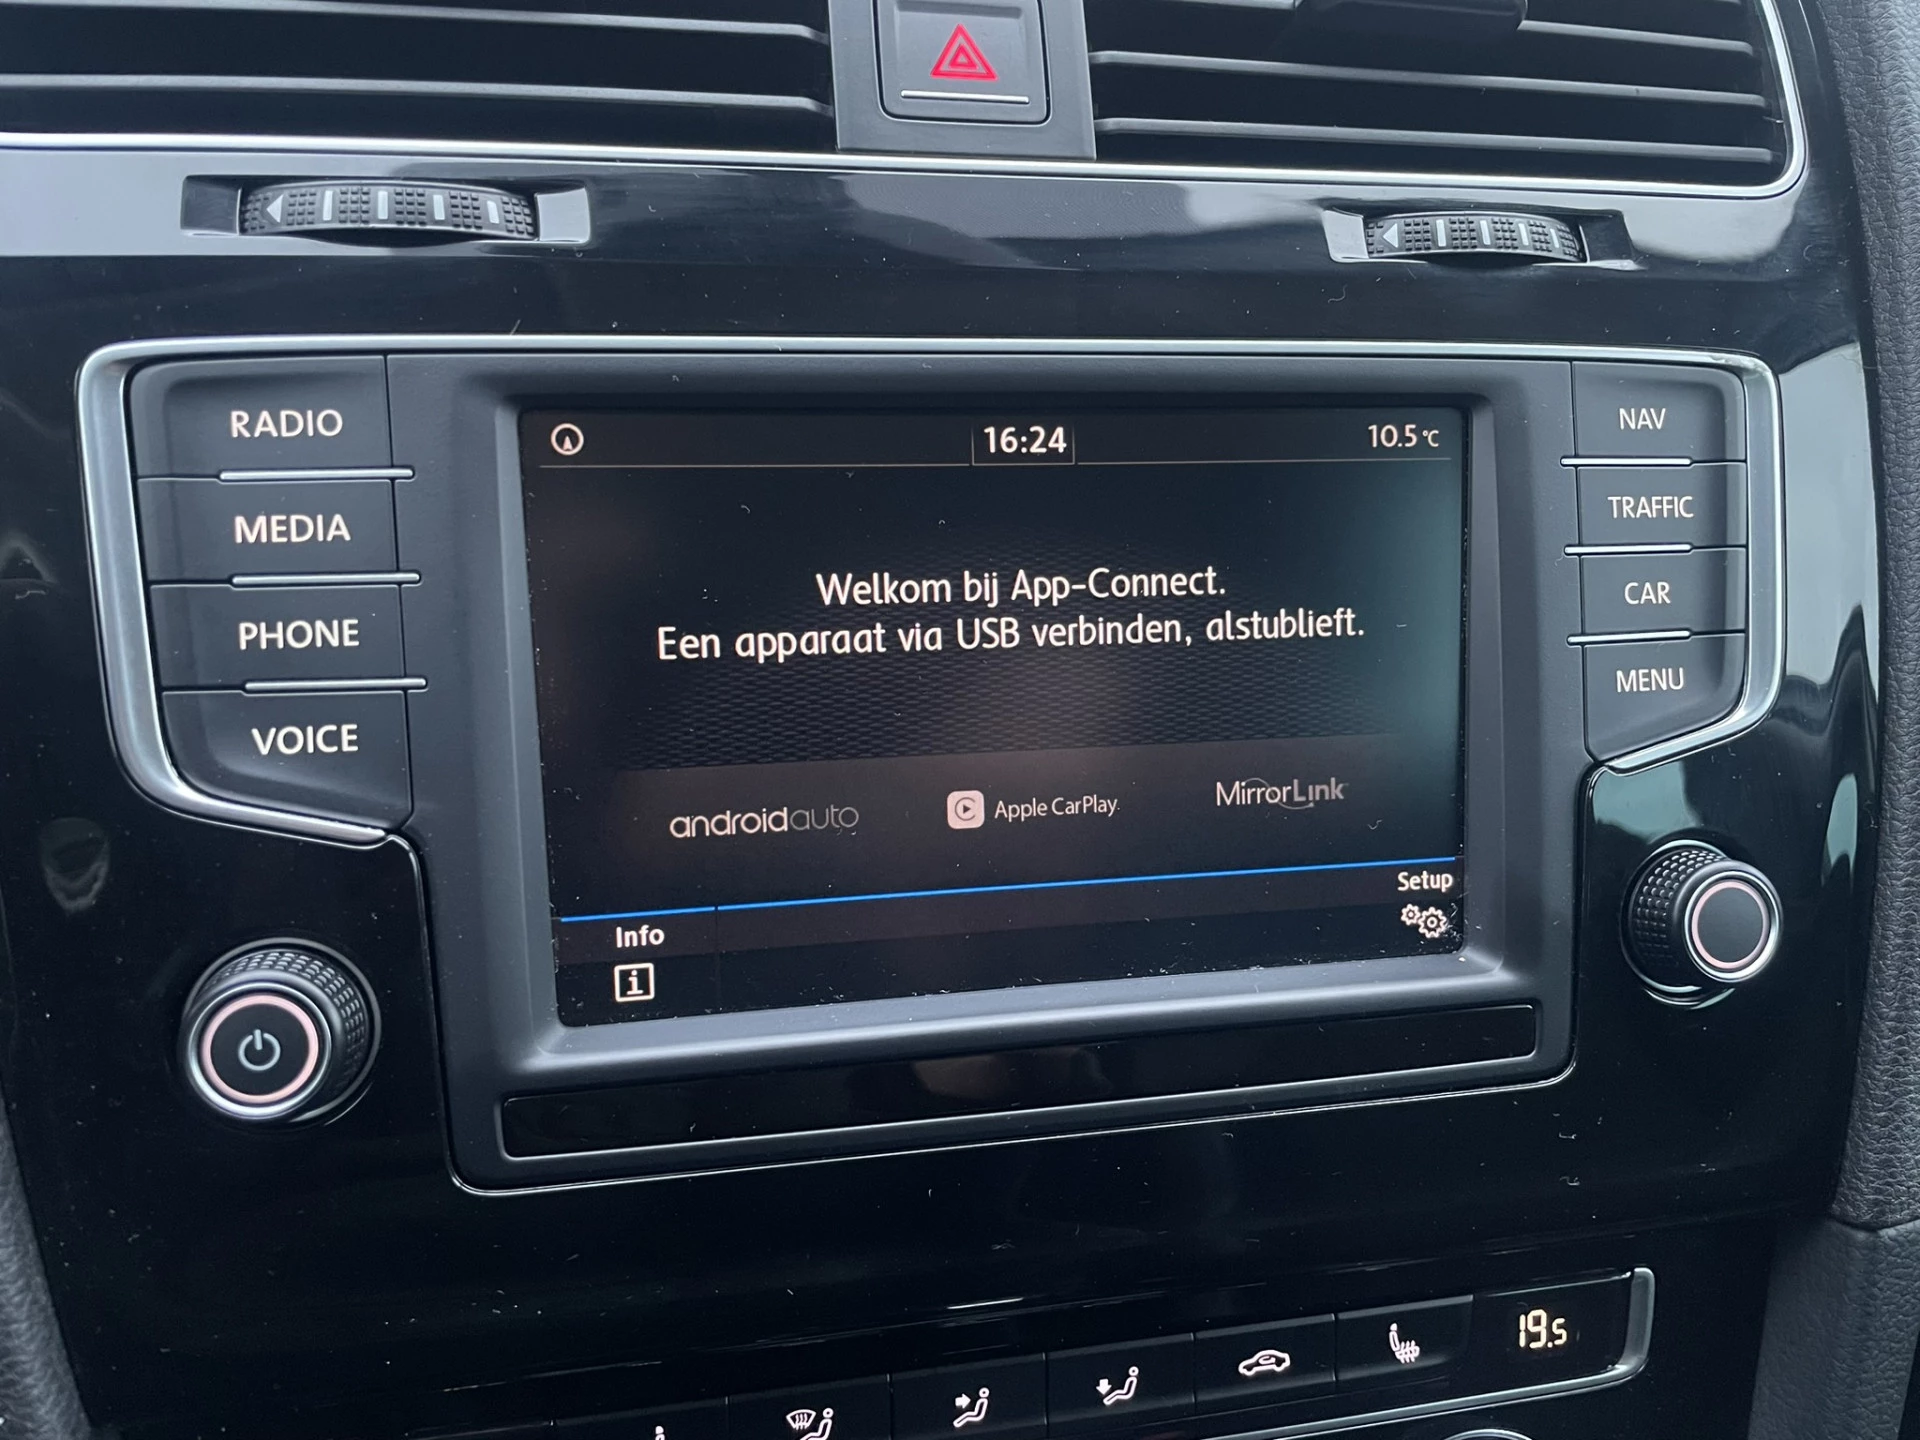 RADIO
MEDIA
PHONE
VOICE
16:24
10.5 °C
Welkom bij App-Connect.
Een apparaat via USB verbinden, alstublieft.
androidauto
Apple CarPlay
MirrorLink
Info
Setup
NAV
TRAFFIC
CAR
MENU
19.5